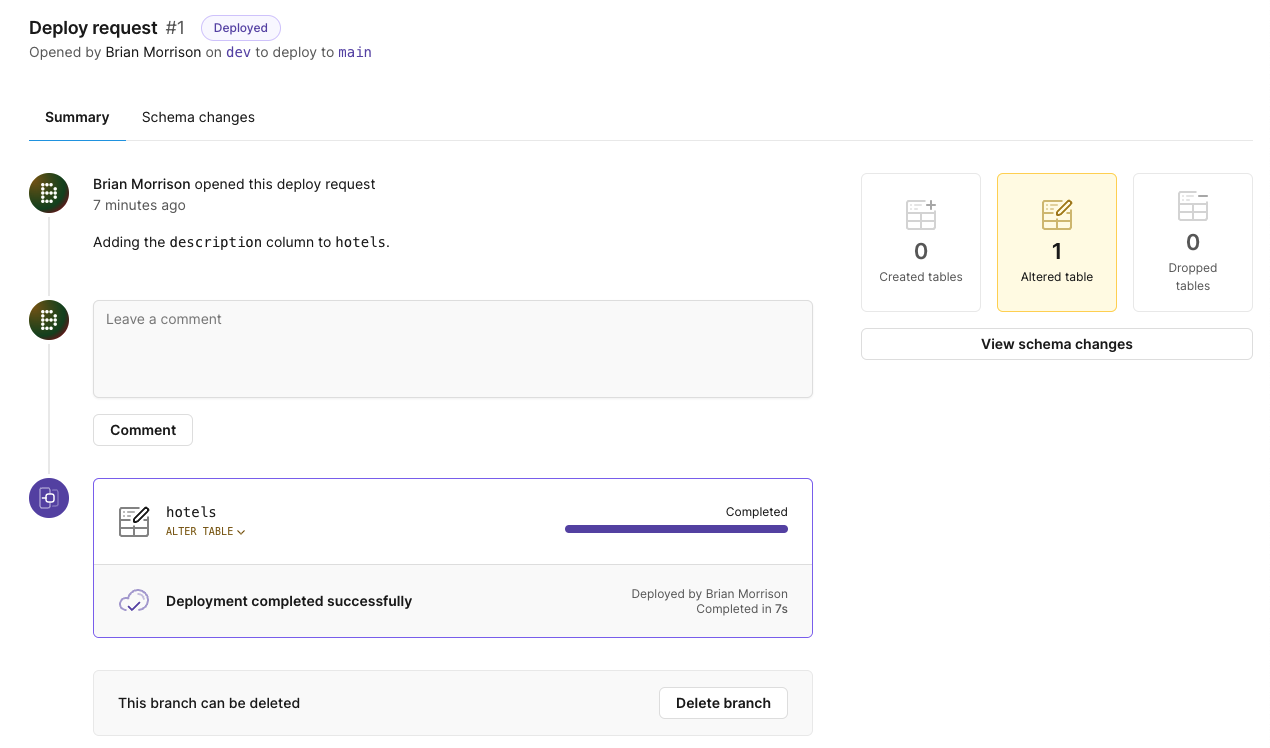 Deploy request #1 Deployed
Opened by Brian Morrison on dev to deploy to main
Summary Schema changes
Brian Morrison opened this deploy request
7 minutes ago
Adding the description column to hotels.
Leave a comment
Comment
hotels
ALTER TABLE
Completed
Deployment completed successfully
Deployed by Brian Morrison
Completed in 7s
This branch can be deleted
Delete branch
0
Created tables
1
Altered table
0
Dropped
tables
View schema changes